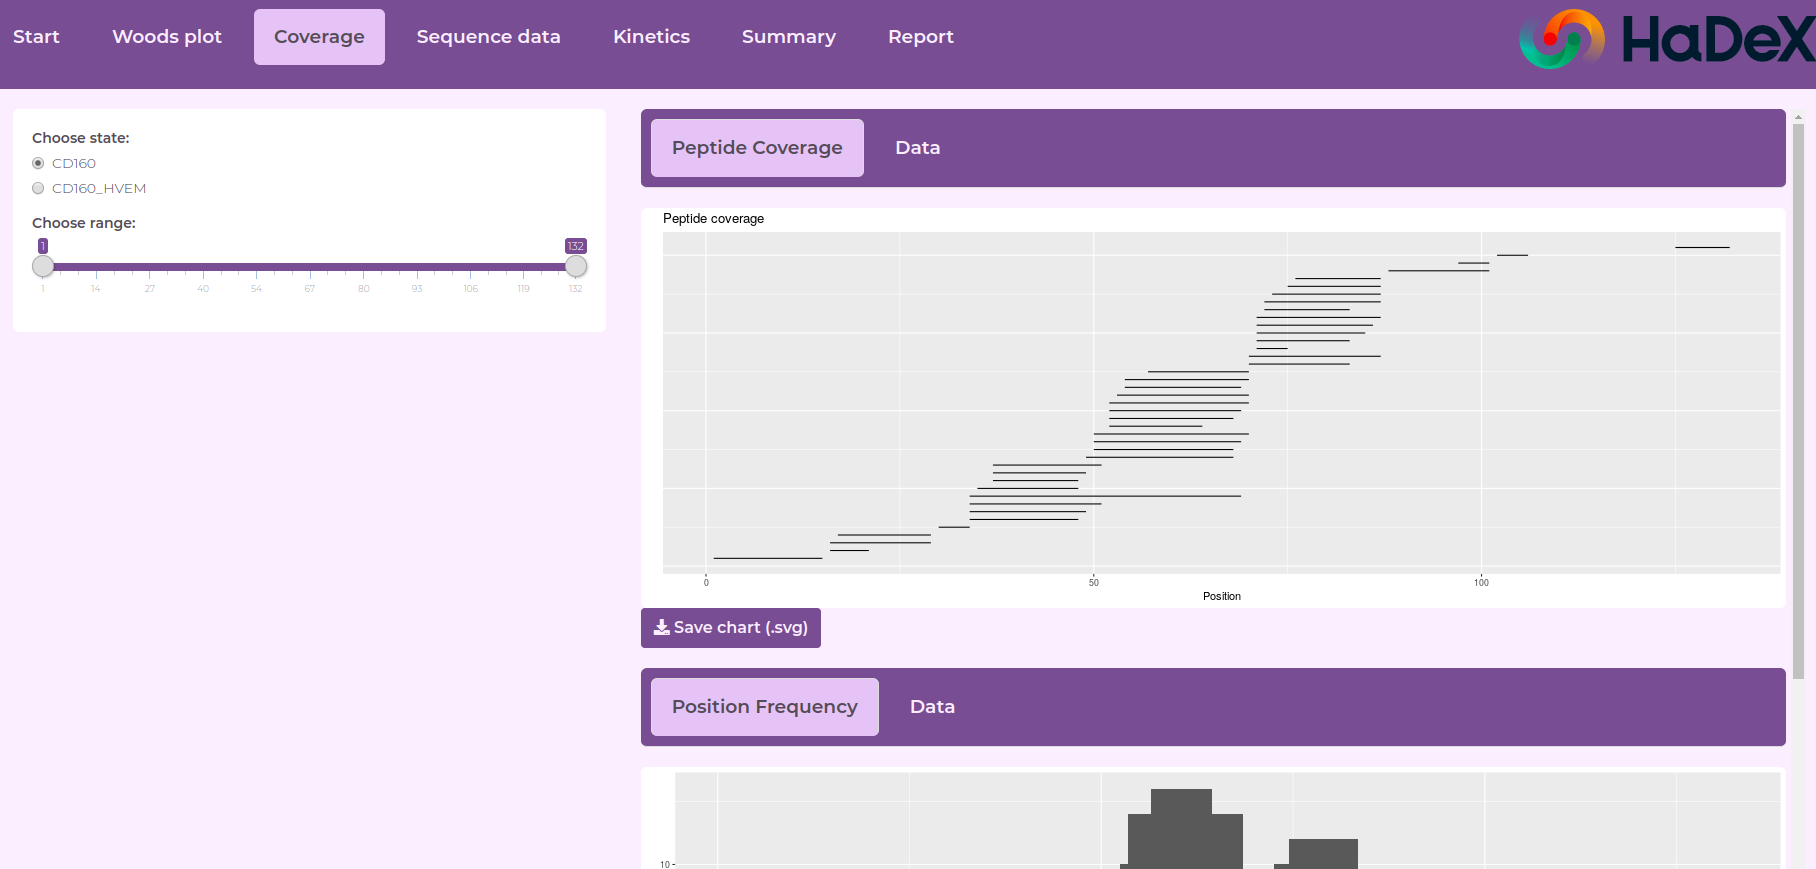 Start Woods plot Coverage Sequence data Kinetics Summary Report HaDeX
Choose state:
CD160
CD160_HVEM
Choose range:
1 132
1 14 27 40 54 67 80 93 106 119 132
Peptide Coverage Data
Peptide coverage
0 50 100
Position
Save chart (.svg)
Position Frequency Data
10